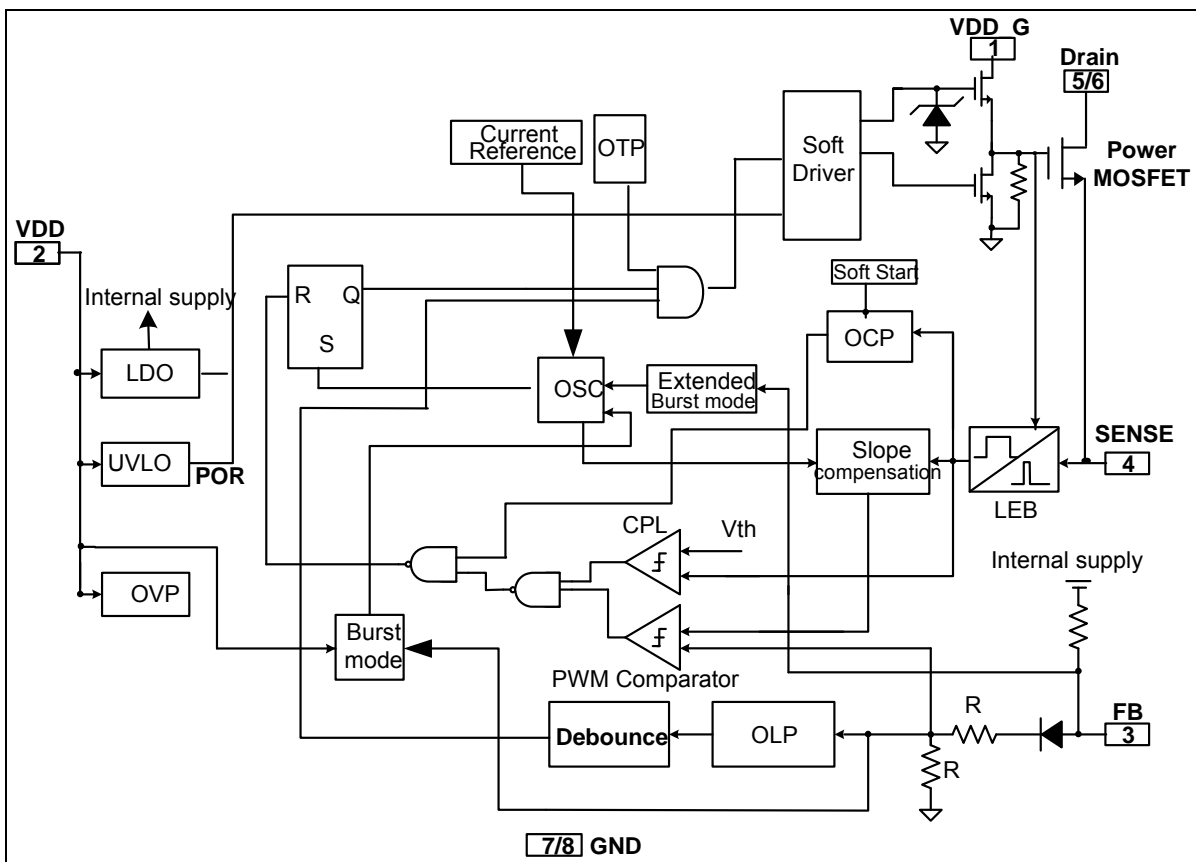 VDD_G
1
Drain
5/6
Power
MOSFET
Current
Reference
OTP
Soft
Driver
VDD
2
Internal supply
R
Q
S
Soft Start
OCP
LDO
OSC
Extended
Burst mode
UVLO
POR
Slope
compensation
SENSE
4
LEB
CPL
Vth
Internal supply
OVP
Burst
mode
PWM Comparator
R
FB
3
Debounce
OLP
R
7/8
GND